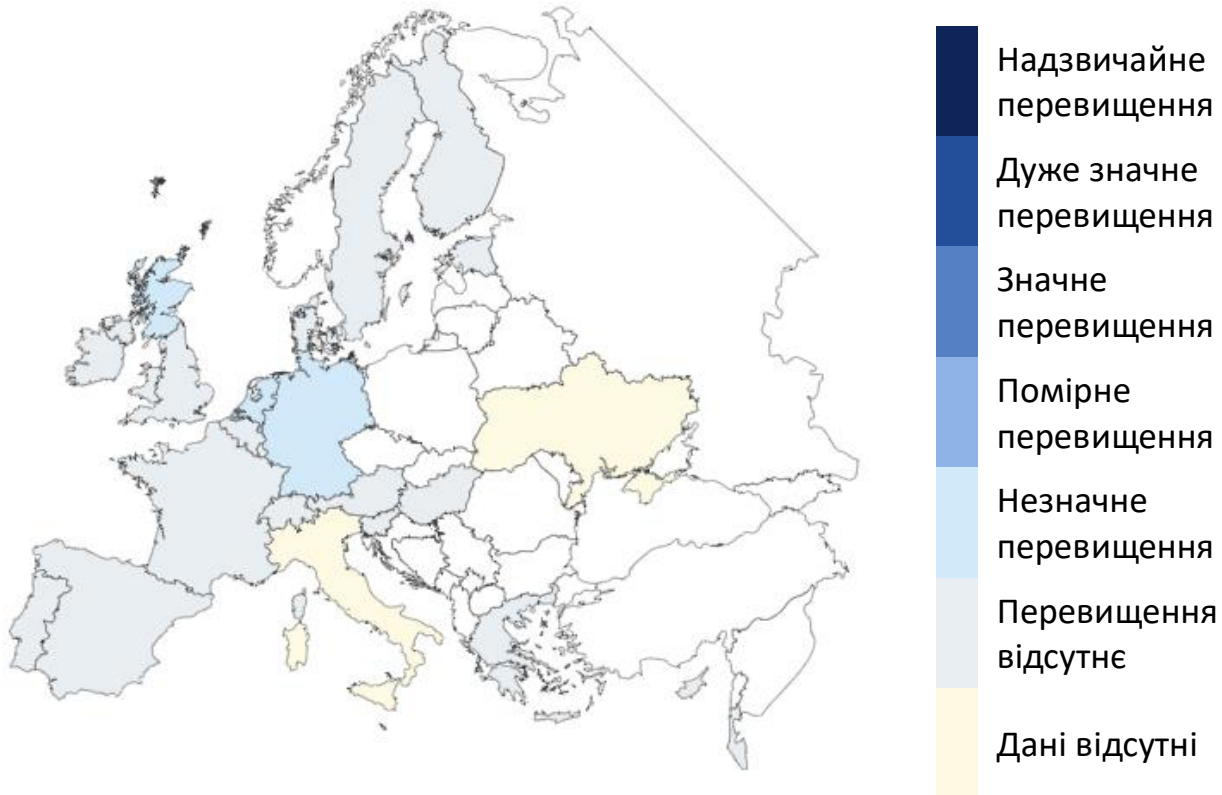 Надзвичайне
перевищення
Дуже значне
перевищення
Значне
перевищення
Помірне
перевищення
Незначне
перевищення
Перевищення
відсутнє
Дані відсутні